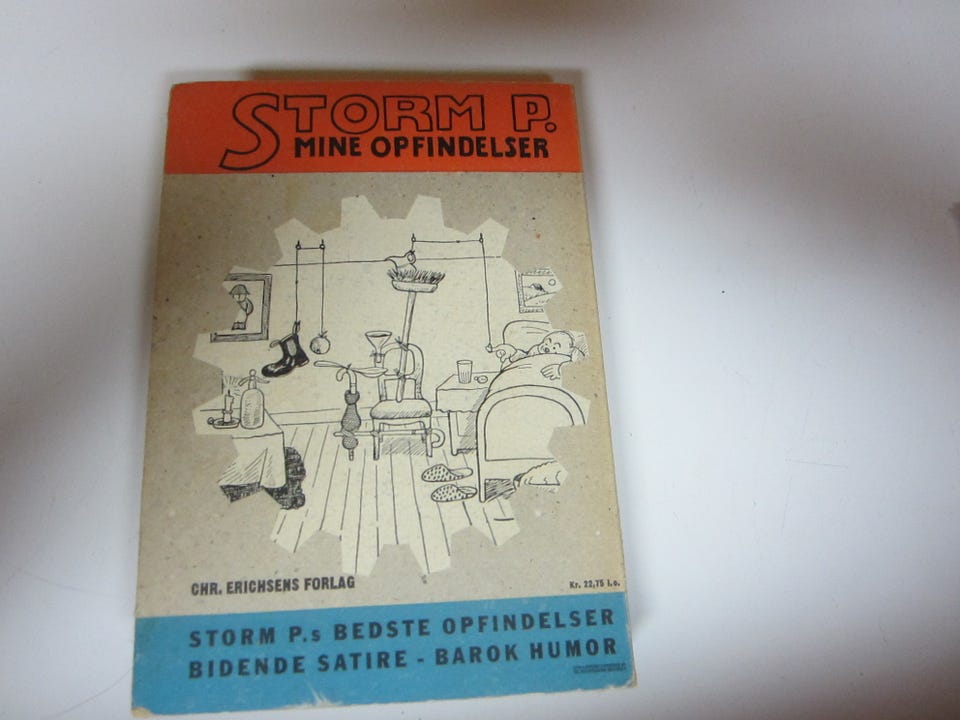 STORM P.
MINE OPFINDELSER
CHR. ERICHSENS FORLAG
Kr. 22,75 i.o.
STORM P.s BEDSTE OPFINDELSER
BIDENDE SATIRE - BAROK HUMOR